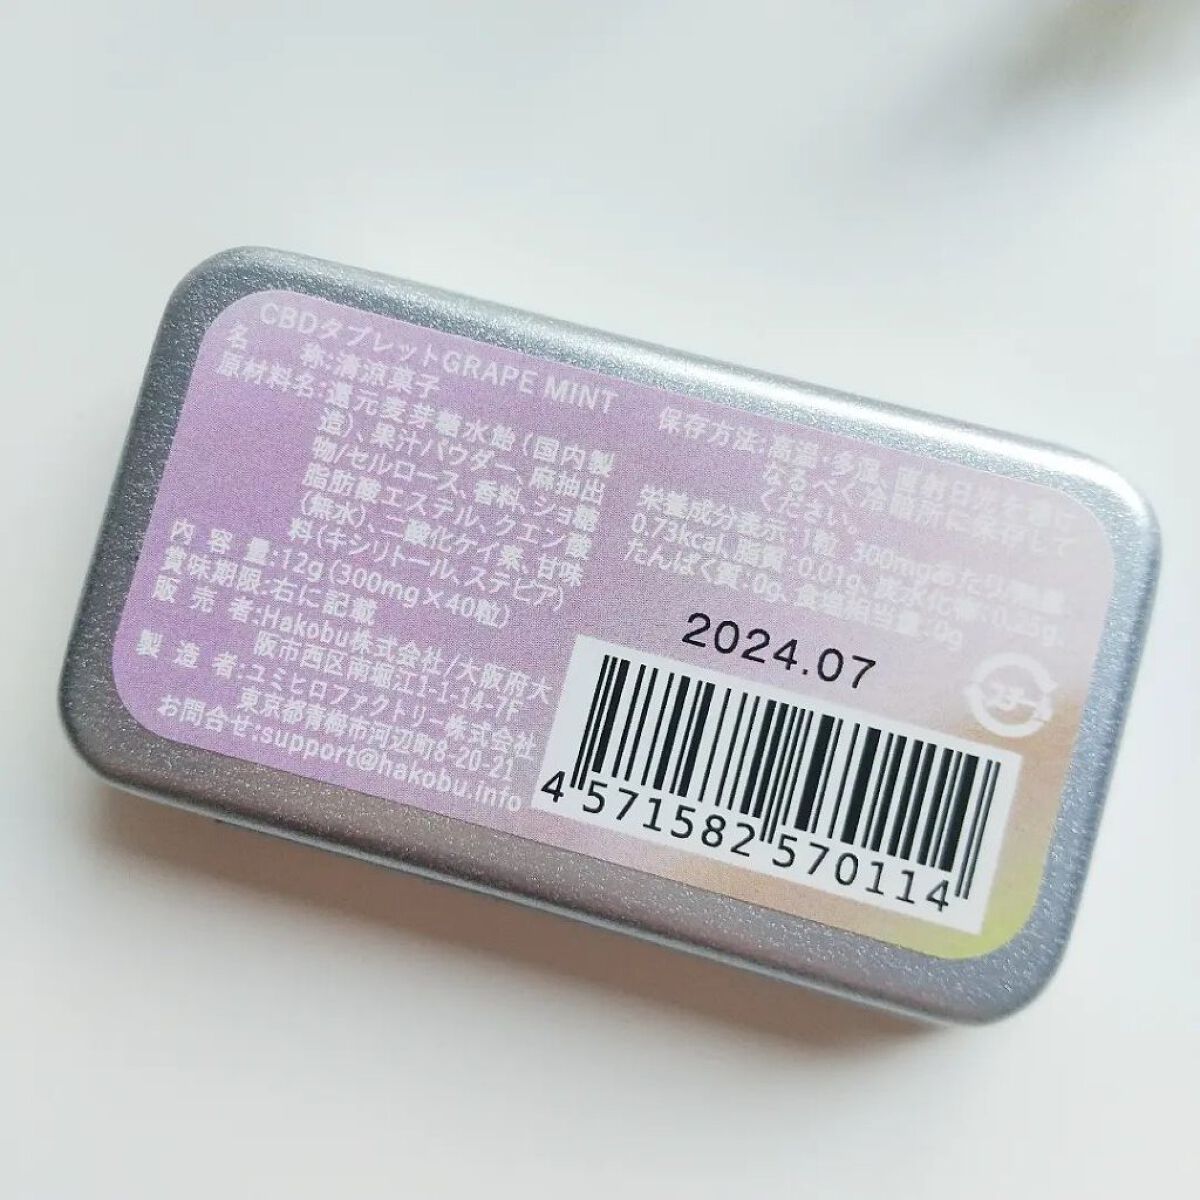 CBDタブレットGRAPE MINT
名　称:清涼菓子
原材料名:還元麦芽糖水飴(国内製
造)、果汁パウダー、麻抽出
物/セルロース、香料、ショ糖
脂肪酸エステル、クエン酸
(無水)、二酸化ケイ素、甘味
料(キシリトール、ステビア)
内容量:12g(300mg×40粒)
賞味期限:右に記載
販売者:Hakobu株式会社/大阪府大
阪市西区南堀江1-1-14-7F
製造者:ユミヒロファクトリー株式会社
東京都青梅市河辺町8-20-21
お問合せ:support@hakobu.info
保存方法:高温・多湿、直射日光を避け
なるべく冷暗所に保存して
ください。
栄養成分表示:1粒 300mgあたり/熱量:
0.73kcal、脂質:0.01g、炭水化物:0.25g、
たんぱく質:0g、食塩相当量:0g
2024.07
4 571582 570114